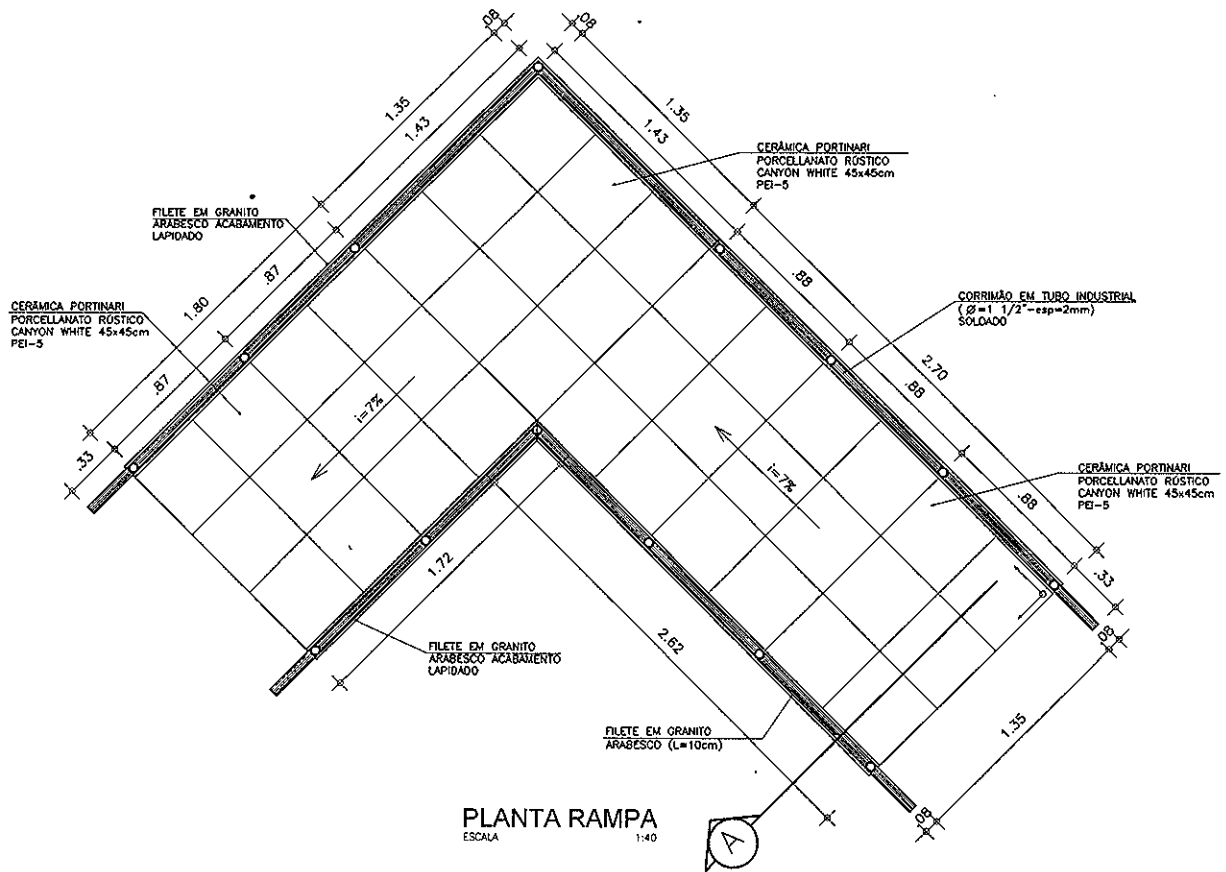 .08
.08
1.35
1.43
1.35
1.43
CERÂMICA PORTINARI
PORCELLANATO RÚSTICO
CANYON WHITE 45x45cm
PEI-5
FILETE EM GRANITO
ARABESCO ACABAMENTO
LAPIDADO
1.80
.87
.88
CORRIMÃO EM TUBO INDUSTRIAL
(Ø=1 1/2"-esp=2mm)
SOLDADO
CERÂMICA PORTINARI
PORCELLANATO RÚSTICO
CANYON WHITE 45x45cm
PEI-5
.87
2.70
.88
i=7%
.33
i=7%
CERÂMICA PORTINARI
PORCELLANATO RÚSTICO
CANYON WHITE 45x45cm
PEI-5
.88
1.72
.33
2.62
.08
FILETE EM GRANITO
ARABESCO ACABAMENTO
LAPIDADO
1.35
FILETE EM GRANITO
ARABESCO (L=10cm)
.08
PLANTA RAMPA
ESCALA 1:40
A